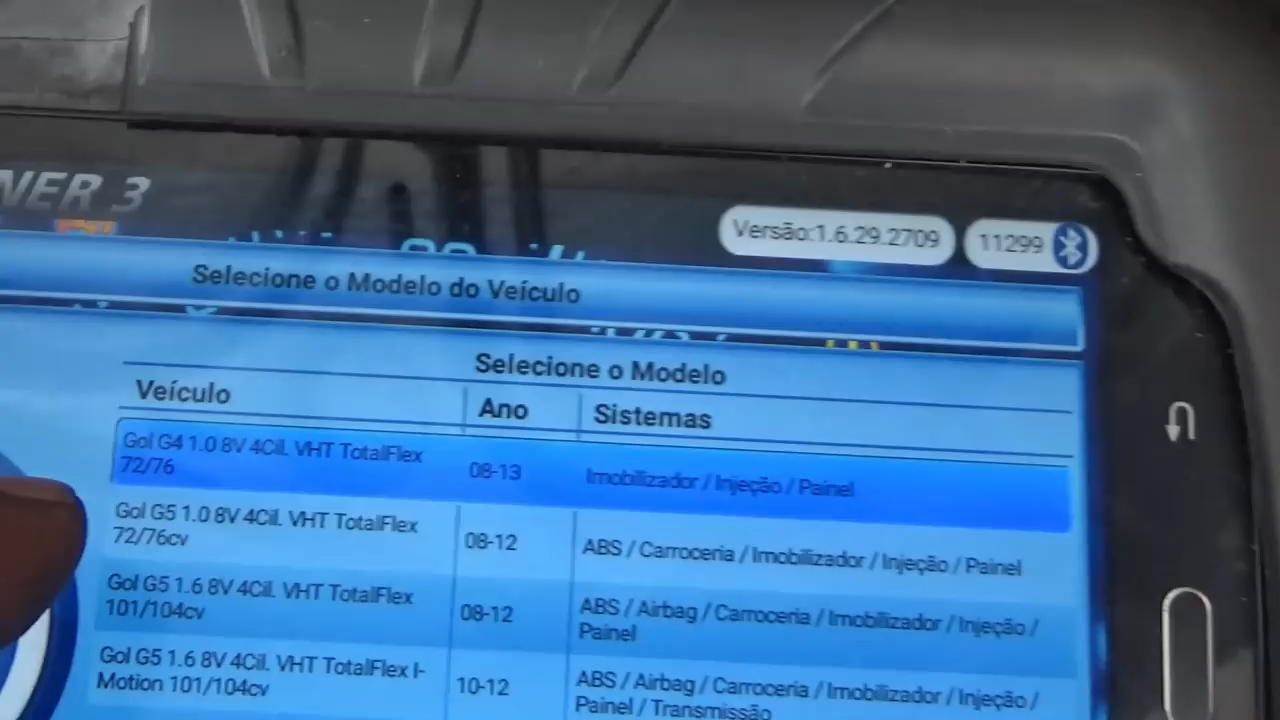 NER 3
Versão:1.6.29.2709
11299
Selecione o Modelo do Veículo
Selecione o Modelo
Veículo Ano Sistemas
Gol G4 1.0 8V 4Cil. VHT TotalFlex
72/76
08-13
Imobilizador / Injeção / Painel
Gol G5 1.0 8V 4Cil. VHT TotalFlex
72/76cv
08-12
ABS / Carroceria / Imobilizador / Injeção / Painel
Gol G5 1.6 8V 4Cil. VHT TotalFlex
101/104cv
08-12
ABS / Airbag / Carroceria / Imobilizador / Injeção /
Painel
Gol G5 1.6 8V 4Cil. VHT TotalFlex I-
Motion 101/104cv
10-12
ABS / Airbag / Carroceria / Imobilizador / Injeção /
Painel / Transmissão